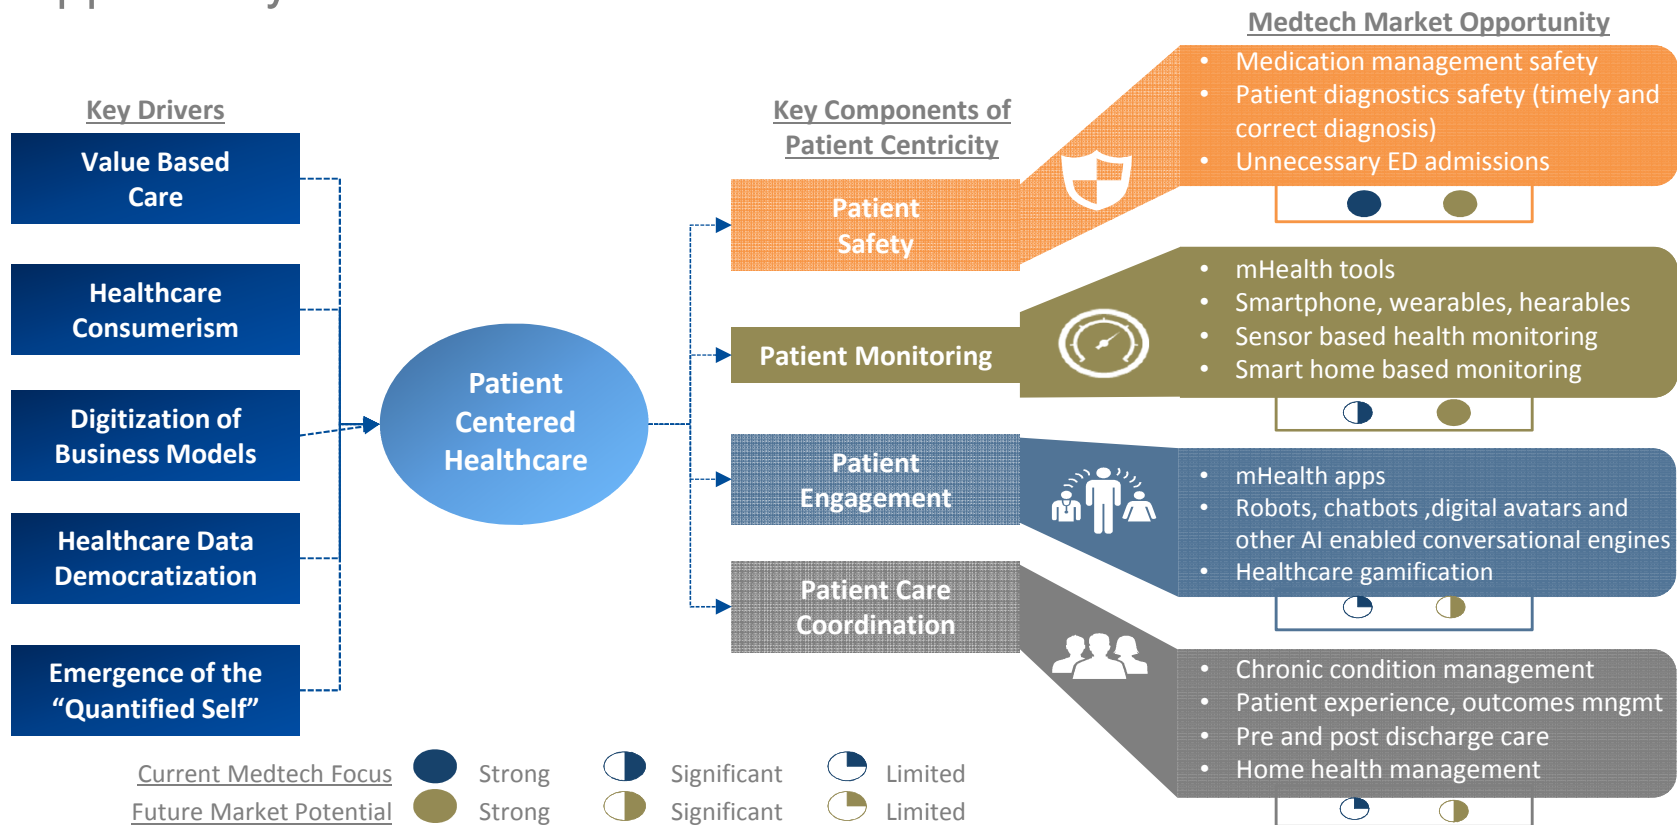 Medtech Market Opportunity
Key Drivers
Value Based
Care
Healthcare
Consumerism
Digitization of
Business Models
Healthcare Data
Democratization
Emergence of the
“Quantified Self”
Patient
Centered
Healthcare
Key Components of
Patient Centricity
Patient
Safety
Patient Monitoring
Patient
Engagement
Patient Care
Coordination
• Medication management safety
• Patient diagnostics safety (timely and
correct diagnosis)
• Unnecessary ED admissions
• mHealth tools
• Smartphone, wearables, hearables
• Sensor based health monitoring
• Smart home based monitoring
• mHealth apps
• Robots, chatbots ,digital avatars and
other AI enabled conversational engines
• Healthcare gamification
• Chronic condition management
• Patient experience, outcomes mngmt
• Pre and post discharge care
• Home health management
Current Medtech Focus Strong Significant Limited
Future Market Potential Strong Significant Limited